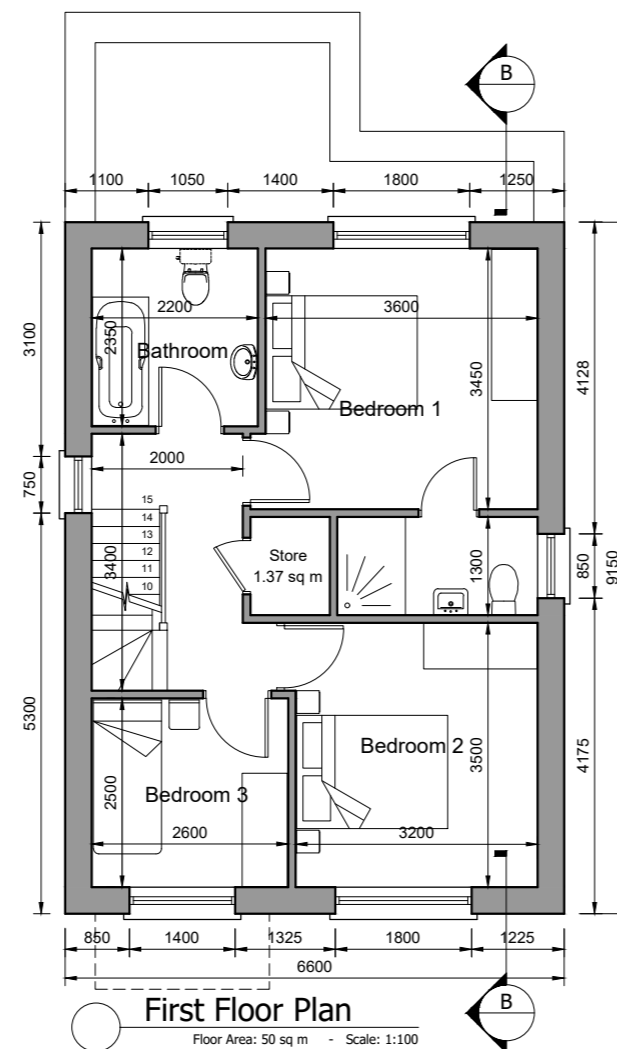 B
1100 1050 1400 1800 1250
2200
2350
Bathroom
3600
3450
Bedroom 1
3100
4128
2000
750
15
14
13
12
11
10
3400
Store
1.37 sq m
1300
850
9150
5300
Bedroom 2
3500
4175
2500
Bedroom 3
2600
3200
850 1400 1325 1800 1225
6600
B
First Floor Plan
Floor Area: 50 sq m - Scale: 1:100